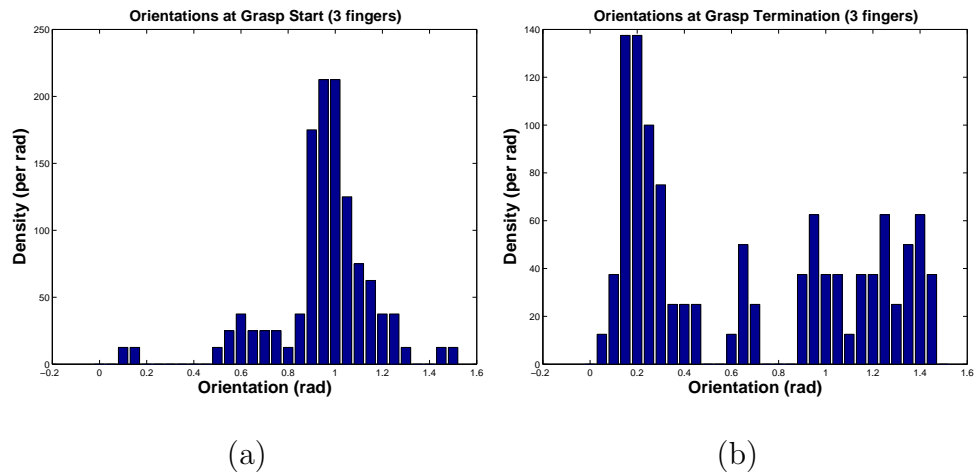 Orientations at Grasp Start (3 fingers)
250
200
150
100
50
0
Density (per rad)
−0.2 0 0.2 0.4 0.6 0.8 1 1.2 1.4 1.6
Orientation (rad)
(a)
Orientations at Grasp Termination (3 fingers)
140
120
100
80
60
40
20
0
Density (per rad)
−0.2 0 0.2 0.4 0.6 0.8 1 1.2 1.4 1.6
Orientation (rad)
(b)